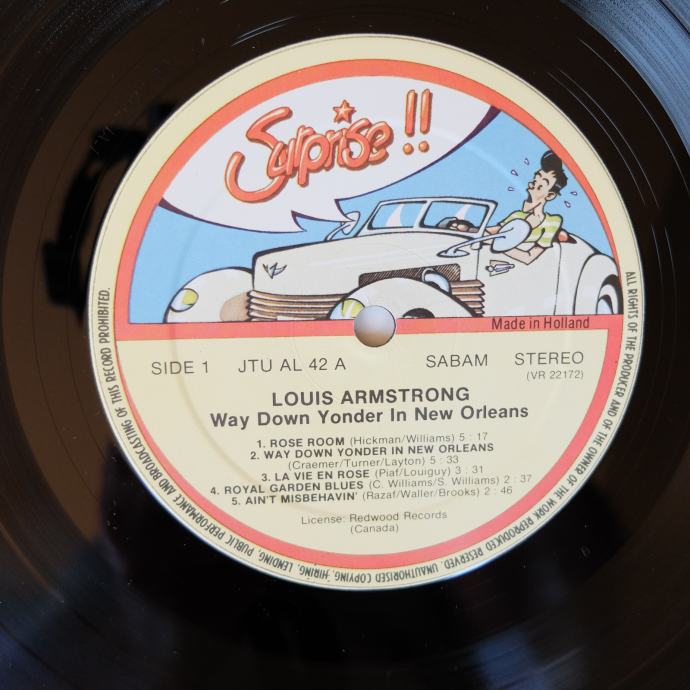 Surprise!!
Made in Holland
SIDE 1 JTU AL 42 A SABAM STEREO
(VR 22172)
LOUIS ARMSTRONG
Way Down Yonder In New Orleans
1. ROSE ROOM (Hickman/Williams) 5 : 17
2. WAY DOWN YONDER IN NEW ORLEANS
(Craemer/Turner/Layton) 5 : 33
3. LA VIE EN ROSE (Piaf/Louiguy) 3 : 31
4. ROYAL GARDEN BLUES (C. Williams/S. Williams) 2 : 37
5. AIN'T MISBEHAVIN' (Razaf/Waller/Brooks) 2 : 46
License: Redwood Records
(Canada)
ALL RIGHTS OF THE PRODUCER AND OF THE OWNER OF THE WORK REPRODUCED RESERVED. UNAUTHORISED COPYING, HIRING, LENDING, PUBLIC PERFORMANCE AND BROADCASTING OF THIS RECORD PROHIBITED.